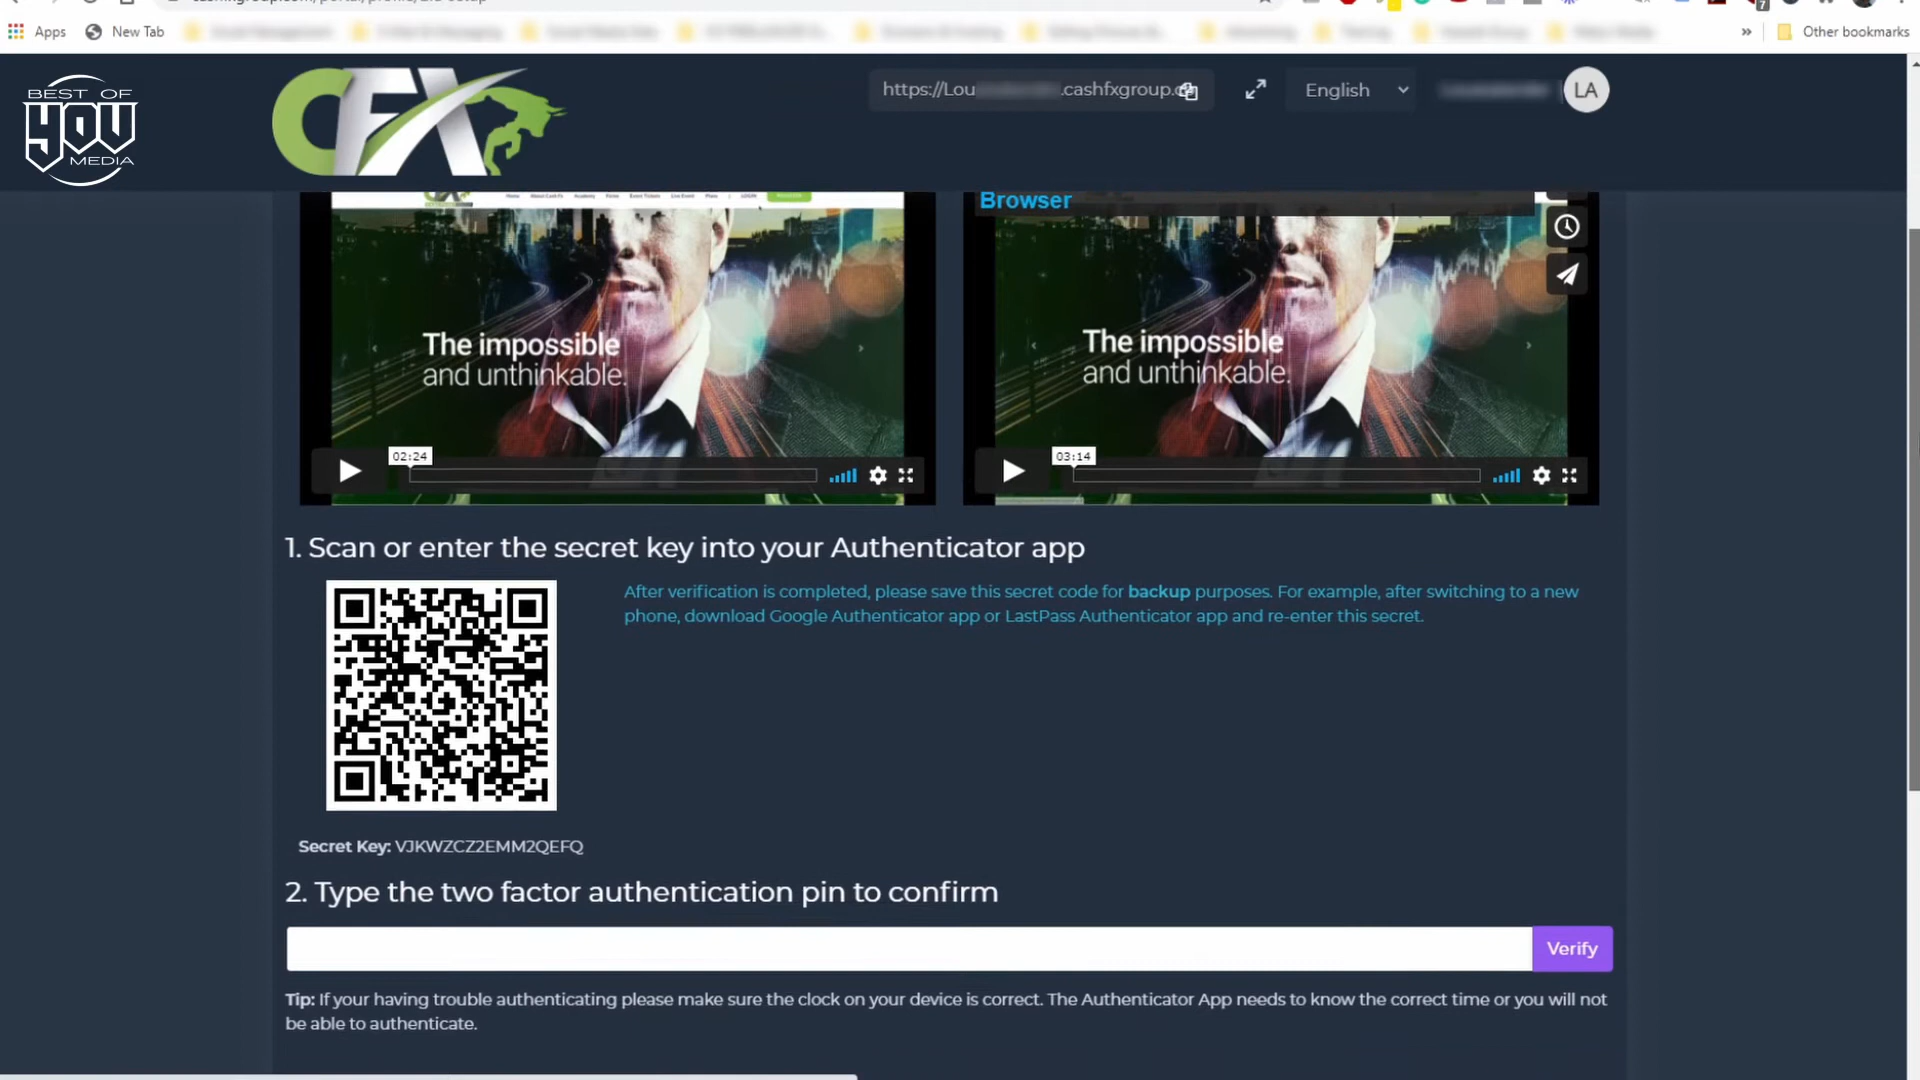 Apps
New Tab
Other bookmarks
BEST OF
YOU
MEDIA
CFX
https://Lou
.cashfxgroup.c
English
LA
Browser
The impossible
and unthinkable.
02:24
The impossible
and unthinkable.
03:14
1. Scan or enter the secret key into your Authenticator app
After verification is completed, please save this secret code for backup purposes. For example, after switching to a new
phone, download Google Authenticator app or LastPass Authenticator app and re-enter this secret.
Secret Key: VJKWZCZ2EMM2QEFQ
2. Type the two factor authentication pin to confirm
Verify
Tip: If your having trouble authenticating please make sure the clock on your device is correct. The Authenticator App needs to know the correct time or you will not
be able to authenticate.